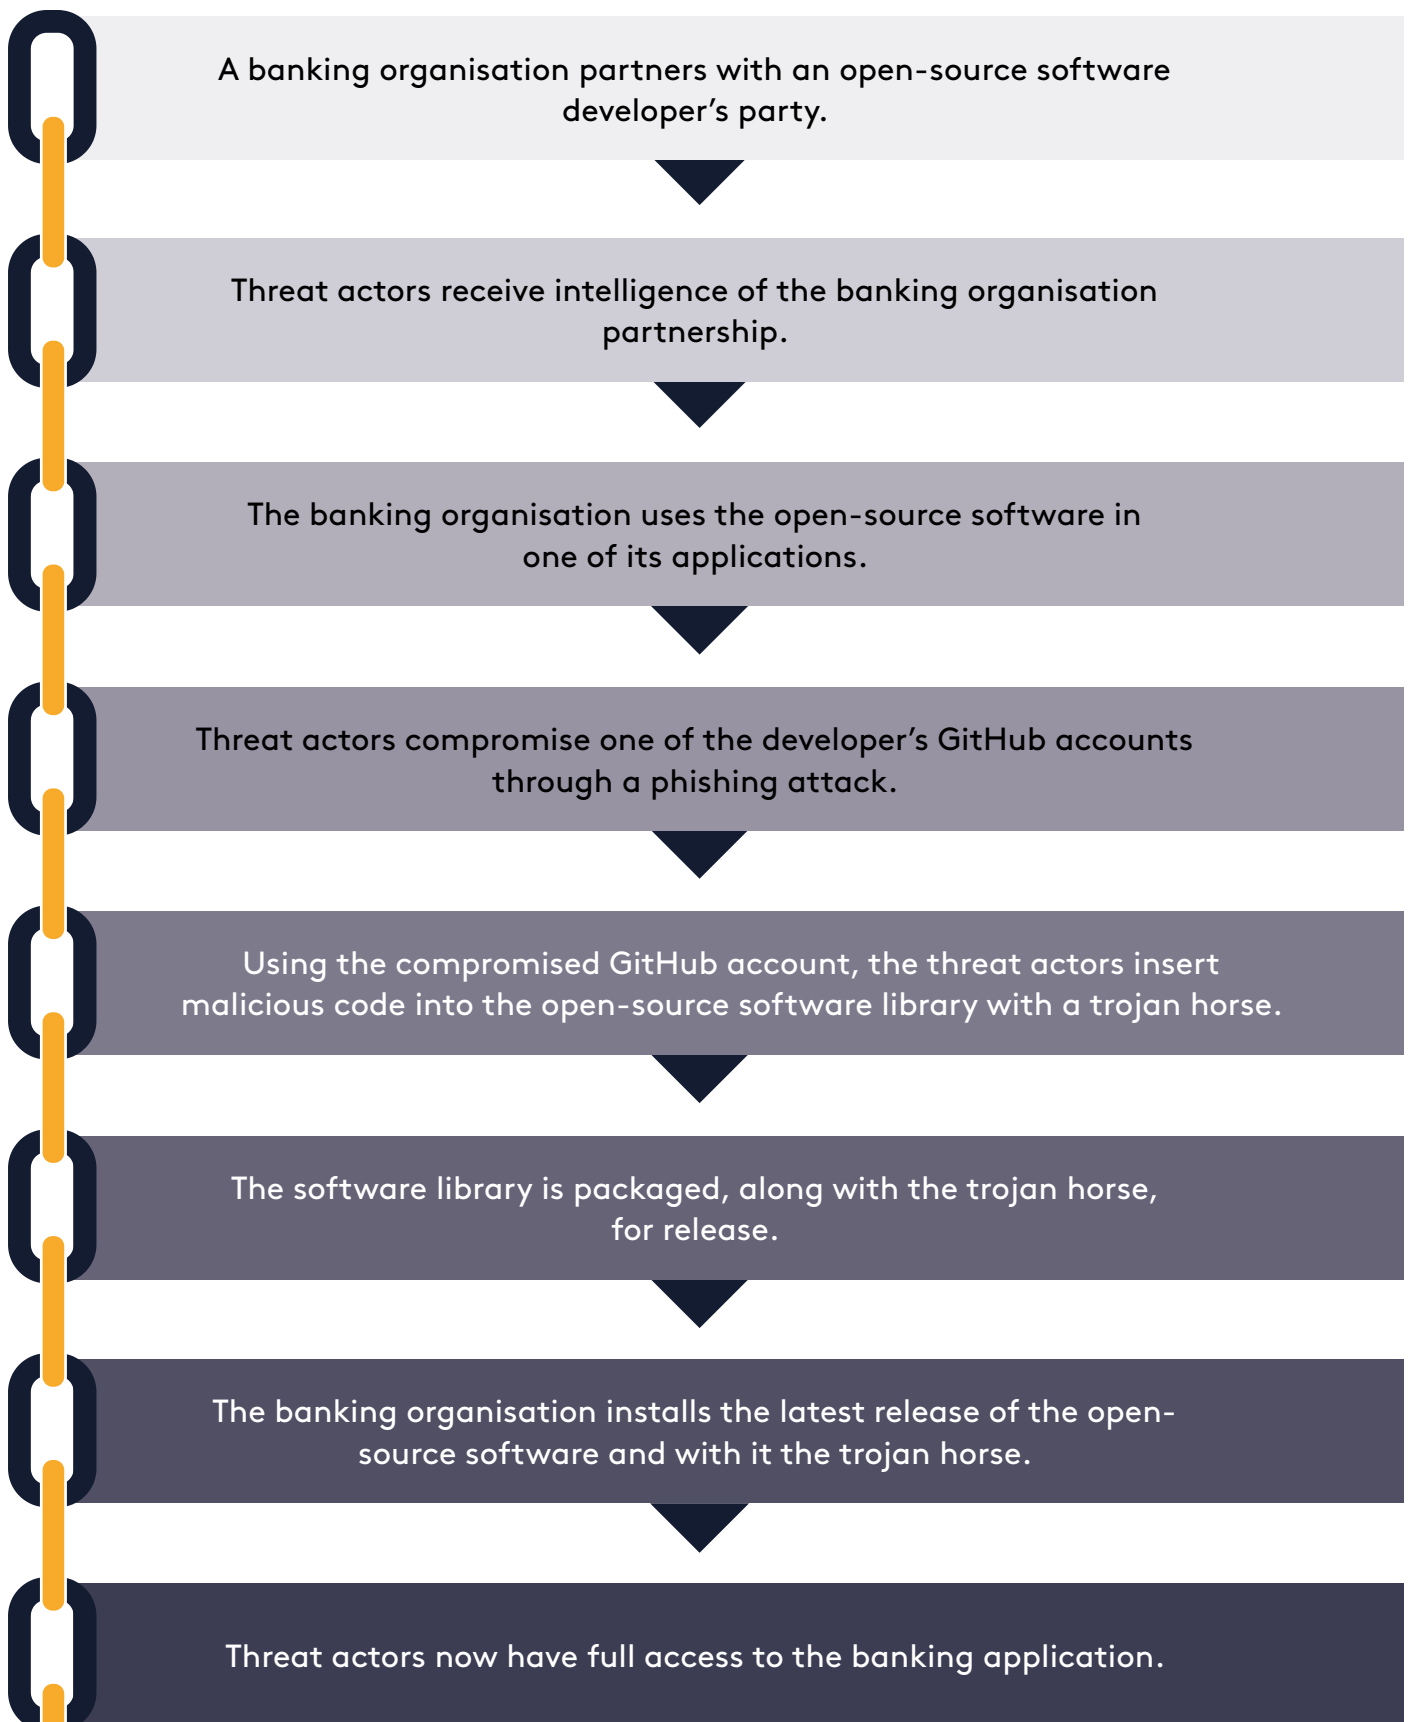 A banking organisation partners with an open-source software
developer’s party.
Threat actors receive intelligence of the banking organisation
partnership.
The banking organisation uses the open-source software in
one of its applications.
Threat actors compromise one of the developer’s GitHub accounts
through a phishing attack.
Using the compromised GitHub account, the threat actors insert
malicious code into the open-source software library with a trojan horse.
The software library is packaged, along with the trojan horse,
for release.
The banking organisation installs the latest release of the open-
source software and with it the trojan horse.
Threat actors now have full access to the banking application.